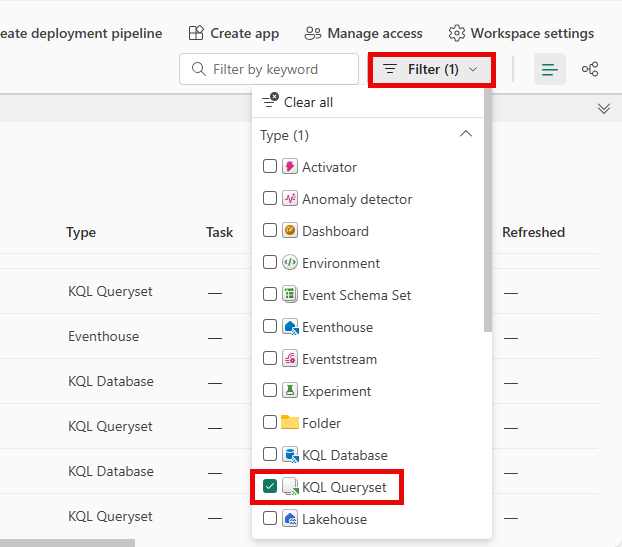 eate deployment pipeline Create app Manage access Workspace settings
Filter by keyword Filter (1)
Clear all
Type (1)
Activator
Anomaly detector
Type Task Dashboard Refreshed
Environment
KQL Queryset — Event Schema Set —
Eventhouse — Eventhouse —
Eventstream
KQL Database — Experiment —
KQL Queryset — Folder —
KQL Database — KQL Database —
KQL Queryset
KQL Queryset — Lakehouse —